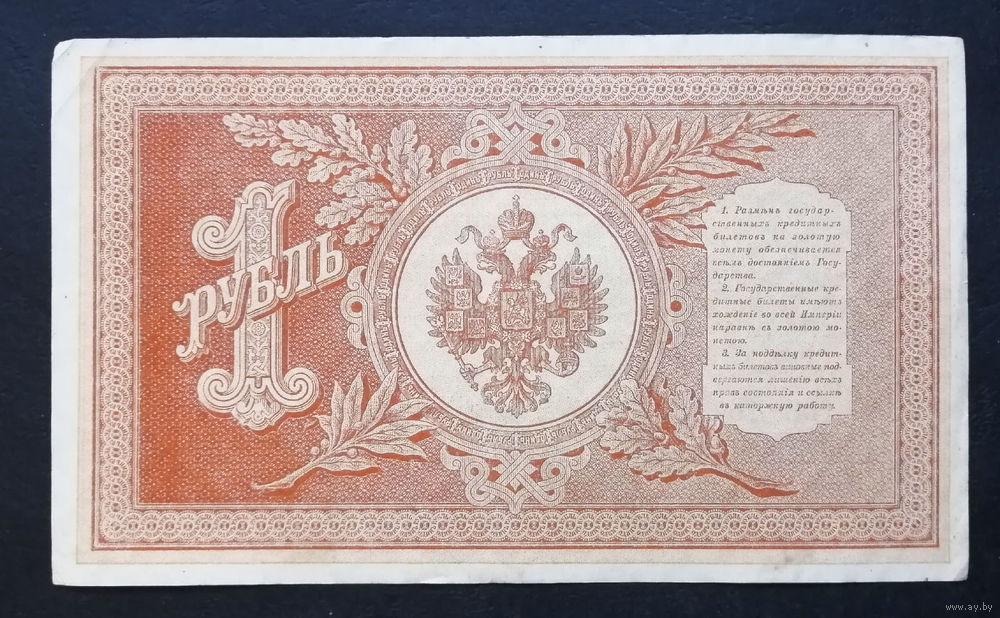 1
РУБЛЬ
1. Размѣнъ государ-
ственныхъ кредитныхъ
билетовъ на золотую
монету обезпечивается
всѣмъ достояніемъ Госу-
дарства.
2. Государственные кре-
дитные билеты имѣютъ
хожденіе во всей Имперіи
наравнѣ съ золотою мо-
нетою.
3. За поддѣлку кредит-
ныхъ билетовъ виновные под-
вергаются лишенію всѣхъ
правъ состоянія и ссылкѣ
въ каторжную работу.
www.ay.by